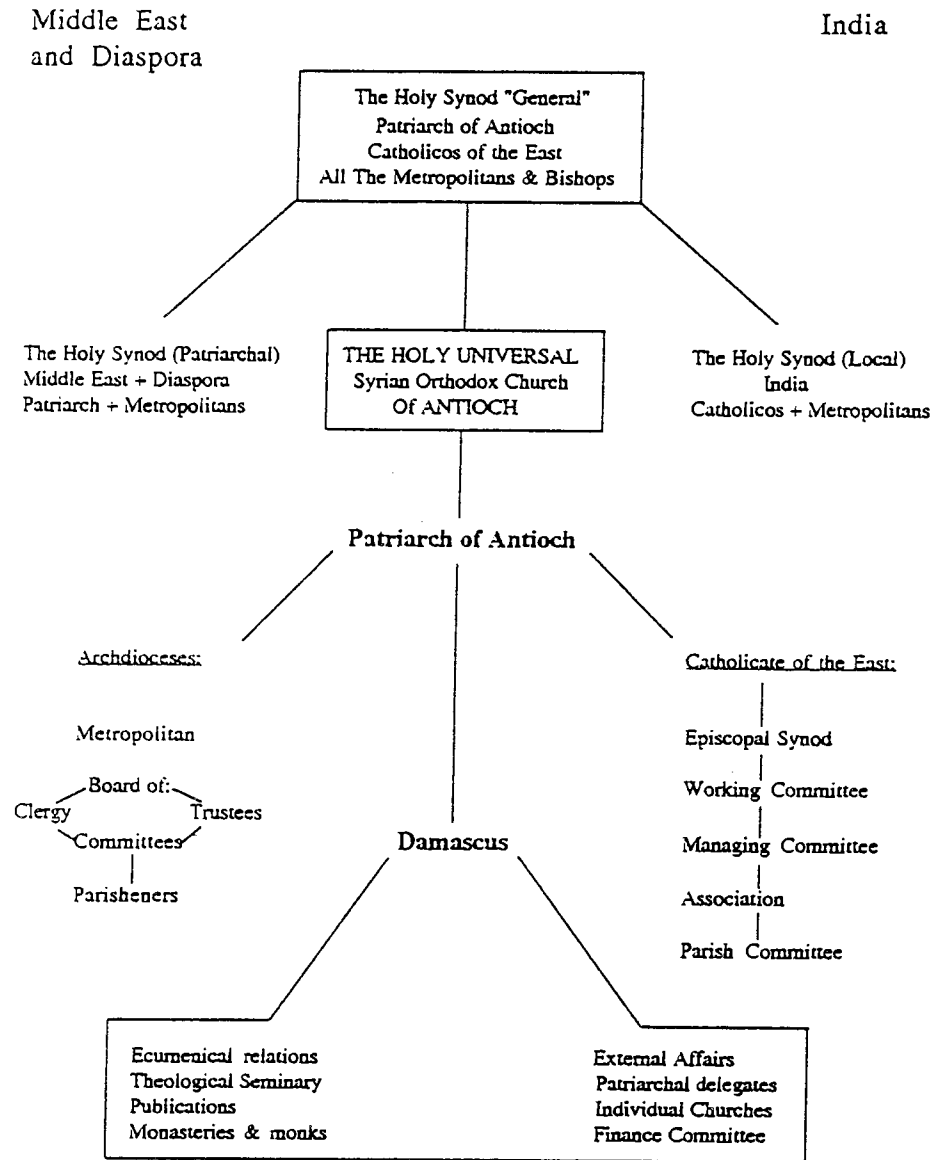 Middle East
and Diaspora
India
The Holy Synod "General"
Patriarch of Antioch
Catholicos of the East
All The Metropolitans & Bishops
The Holy Synod (Patriarchal)
Middle East + Diaspora
Patriarch + Metropolitans
THE HOLY UNIVERSAL
Syrian Orthodox Church
Of ANTIOCH
The Holy Synod (Local)
India
Catholicos + Metropolitans
Patriarch of Antioch
Archdioceses:
Metropolitan
Board of:
Clergy
Trustees
Committees
Parisheners
Catholicate of the East:
Episcopal Synod
Working Committee
Managing Committee
Association
Parish Committee
Damascus
Ecumenical relations
Theological Seminary
Publications
Monasteries & monks
External Affairs
Patriarchal delegates
Individual Churches
Finance Committee